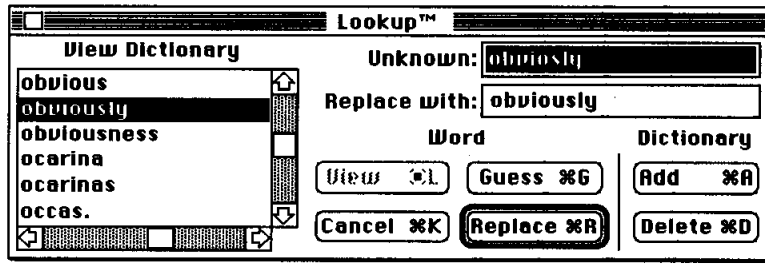 Lookup™
View Dictionary
obvious
obviously
obviousness
ocarina
ocarinas
occas.
Unknown: obviosly
Replace with: obviously
Word
Dictionary
View ⌘L
Guess ⌘G
Add ⌘A
Cancel ⌘K
Replace ⌘R
Delete ⌘D